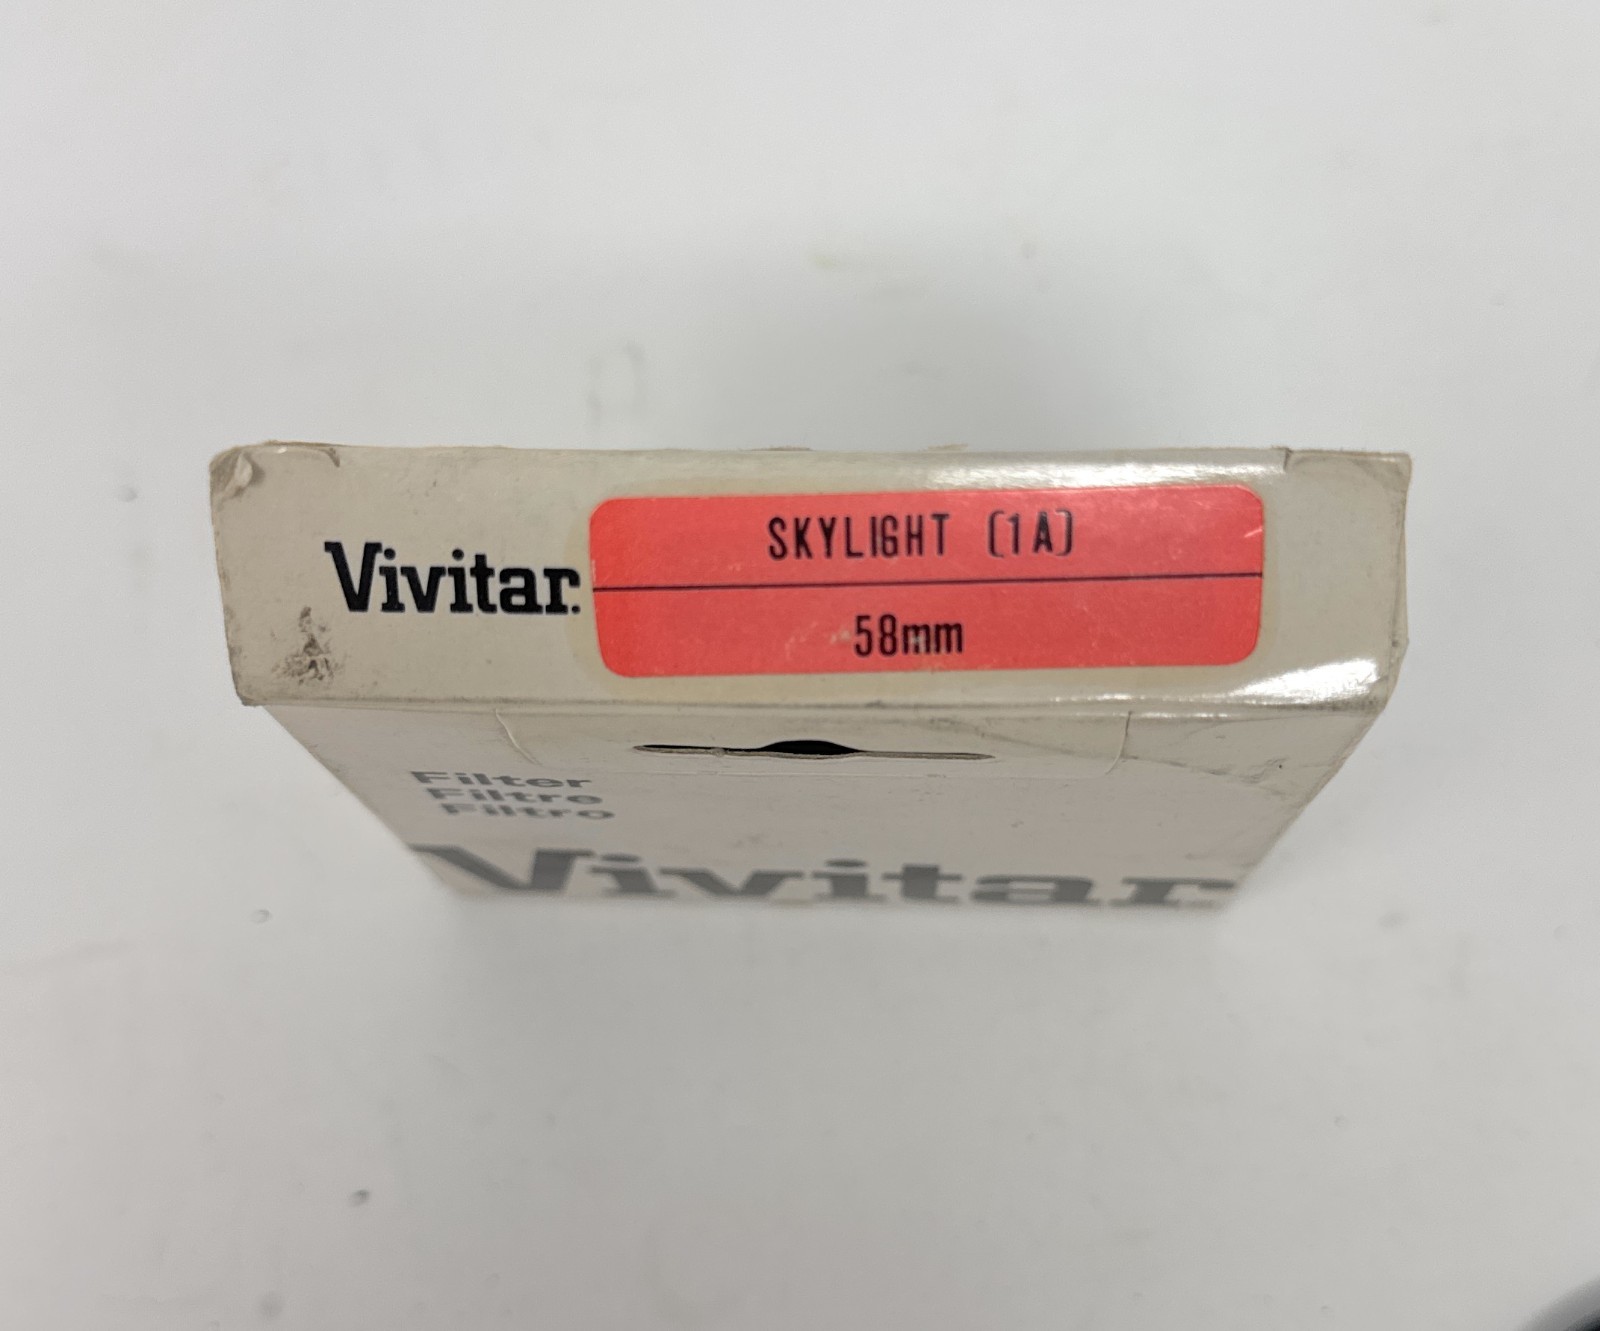 Vivitar.
SKYLIGHT (1A)
58mm
Filter
Filtre
Filtro
Vivitar